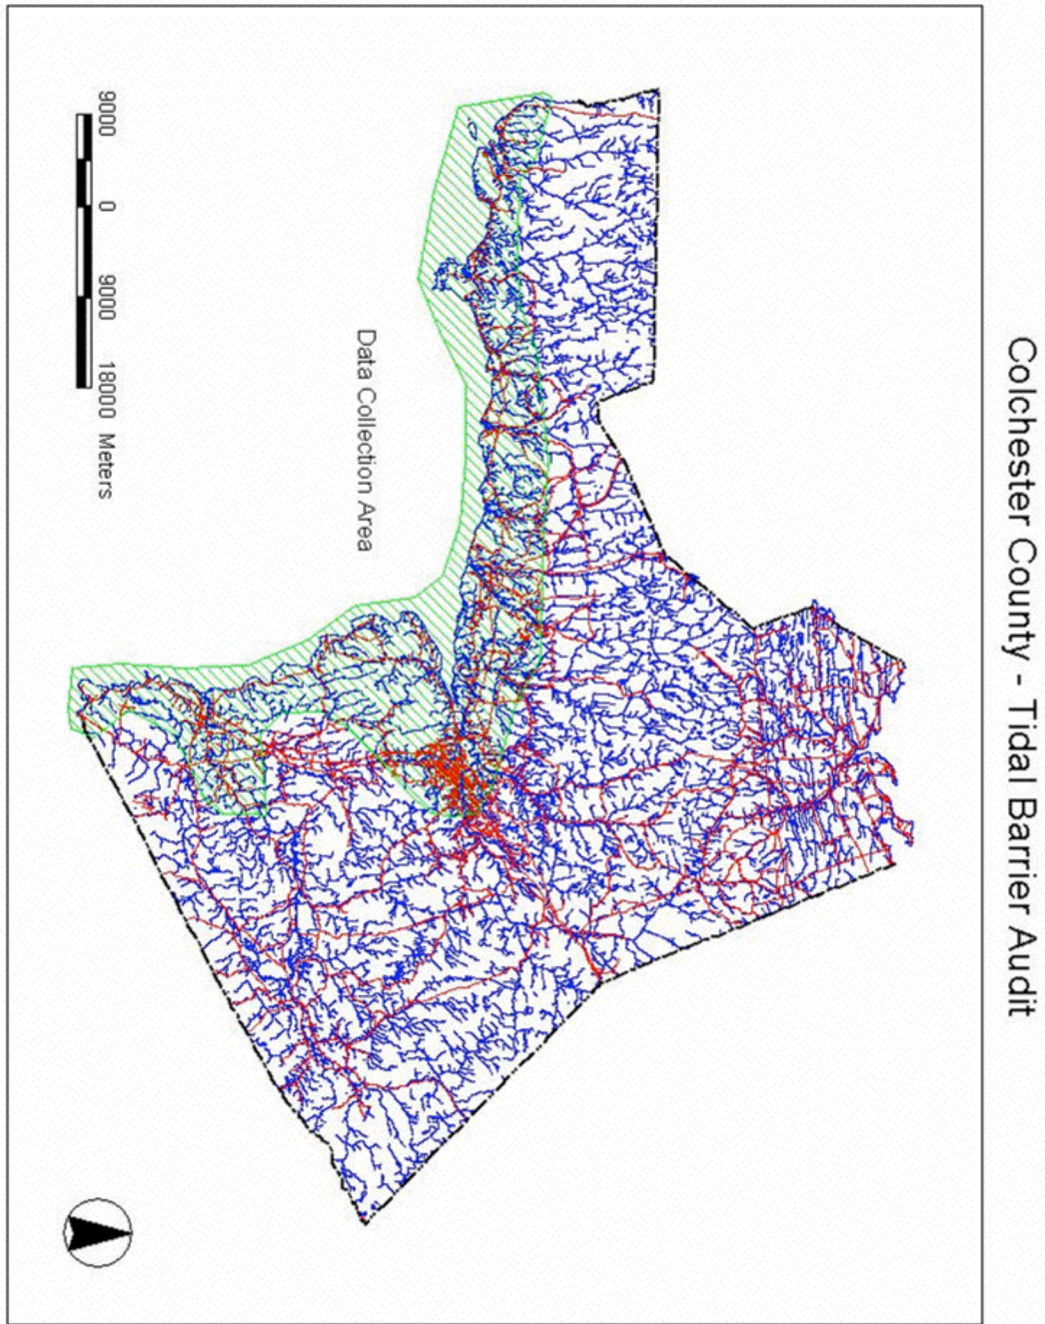 Colchester County - Tidal Barrier Audit
Data Collection Area
9000 0 9000 18000 Meters